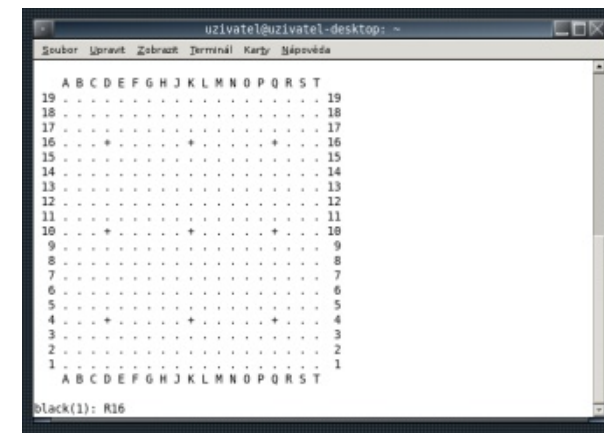 uzivatel@uzivatel-desktop: ~
Soubor Upravit Zobrazit Terminál Karty Nápověda
A B C D E F G H J K L M N O P Q R S T
19 . . . . . . . . . . . . . . . . . . . 19
18 . . . . . . . . . . . . . . . . . . . 18
17 . . . . . . . . . . . . . . . . . . . 17
16 . . . + . . . . . + . . . . . + . . . 16
15 . . . . . . . . . . . . . . . . . . . 15
14 . . . . . . . . . . . . . . . . . . . 14
13 . . . . . . . . . . . . . . . . . . . 13
12 . . . . . . . . . . . . . . . . . . . 12
11 . . . . . . . . . . . . . . . . . . . 11
10 . . . + . . . . . + . . . . . + . . . 10
9 . . . . . . . . . . . . . . . . . . . 9
8 . . . . . . . . . . . . . . . . . . . 8
7 . . . . . . . . . . . . . . . . . . . 7
6 . . . . . . . . . . . . . . . . . . . 6
5 . . . . . . . . . . . . . . . . . . . 5
4 . . . + . . . . . + . . . . . + . . . 4
3 . . . . . . . . . . . . . . . . . . . 3
2 . . . . . . . . . . . . . . . . . . . 2
1 . . . . . . . . . . . . . . . . . . . 1
A B C D E F G H J K L M N O P Q R S T
black(1): R16